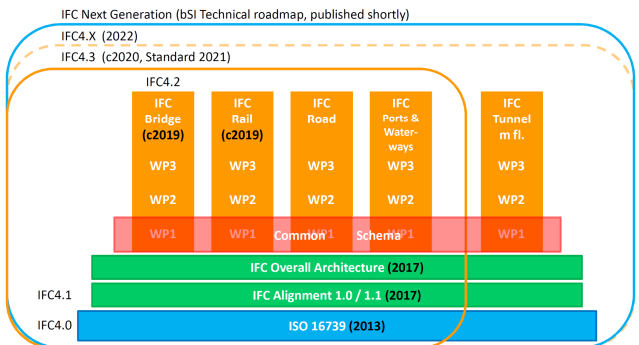 IFC Next Generation (bSI Technical roadmap, published shortly)
IFC4.X (2022)
IFC4.3 (c2020, Standard 2021)
IFC4.2
IFC
Bridge
(c2019)
WP3
WP2
WP1
IFC
Rail
(c2019)
WP3
WP2
WP1
IFC
Road
WP3
WP2
WP1
IFC
Ports &
Water-
ways
WP3
WP2
WP1
IFC
Tunnel
m fl.
WP3
WP2
WP1
Common Schema
IFC Overall Architecture (2017)
IFC4.1
IFC Alignment 1.0 / 1.1 (2017)
IFC4.0
ISO 16739 (2013)